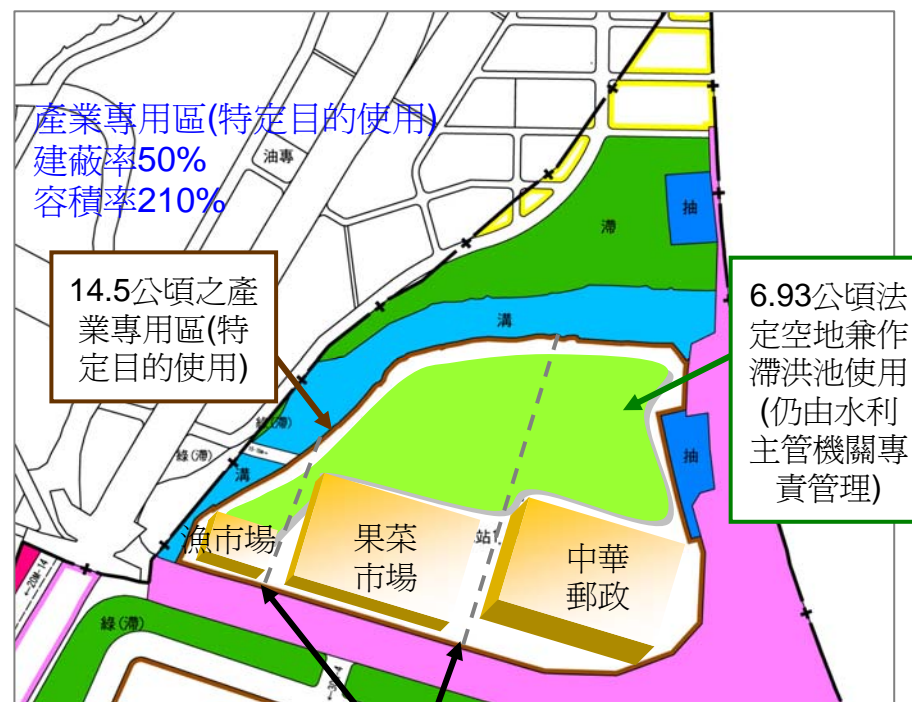 產業專用區(特定目的使用)
建蔽率50%
容積率210%
油專
抽
滯
14.5公頃之產
業專用區(特
定目的使用)
溝
6.93公頃法
定空地兼作
滯洪池使用
(仍由水利
主管機關專
責管理)
綠(滯)
綠(滯)
溝
抽
漁市場
果菜
市場
站
中華
郵政
←20M-14
綠(滯)